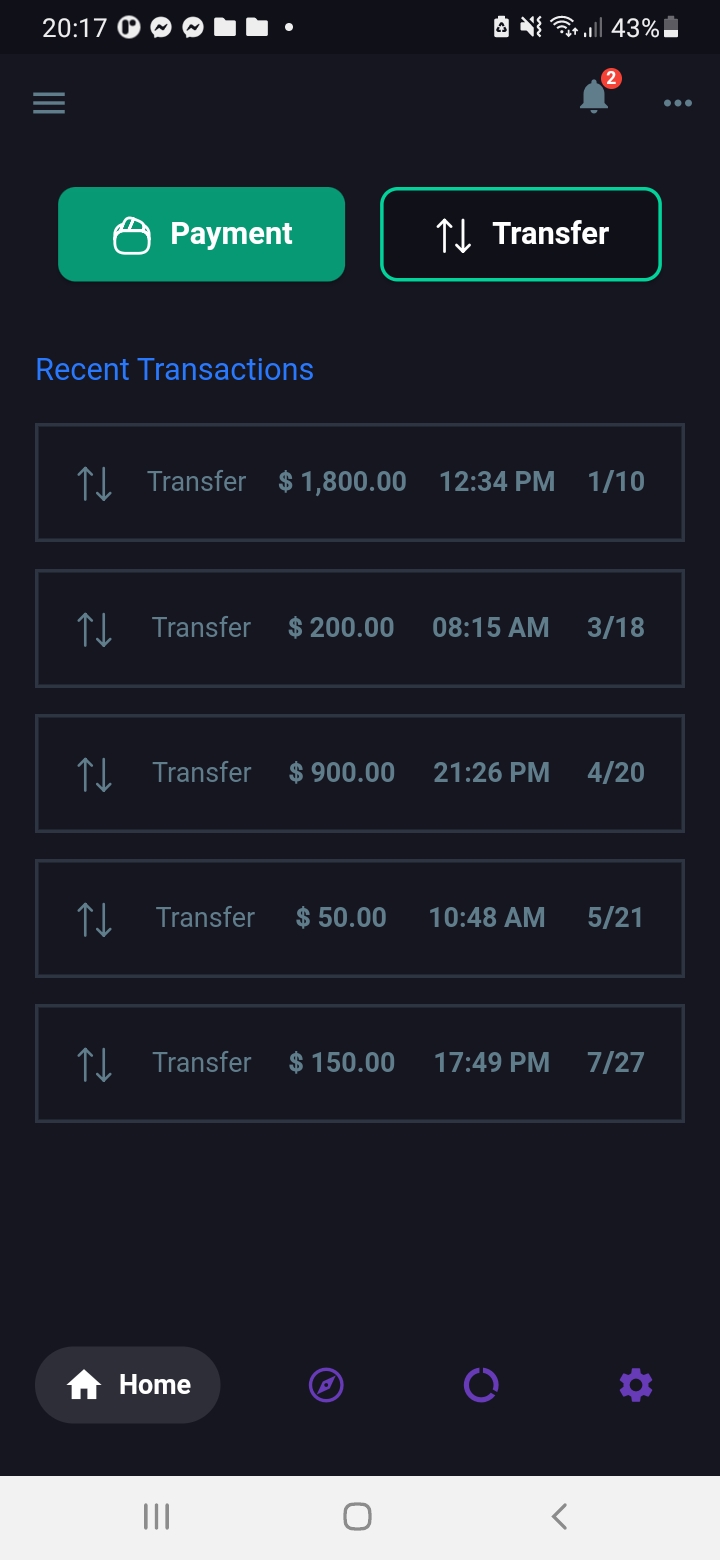 20:17 43%
2
Payment Transfer
Recent Transactions
Transfer $ 1,800.00 12:34 PM 1/10
Transfer $ 200.00 08:15 AM 3/18
Transfer $ 900.00 21:26 PM 4/20
Transfer $ 50.00 10:48 AM 5/21
Transfer $ 150.00 17:49 PM 7/27
Home